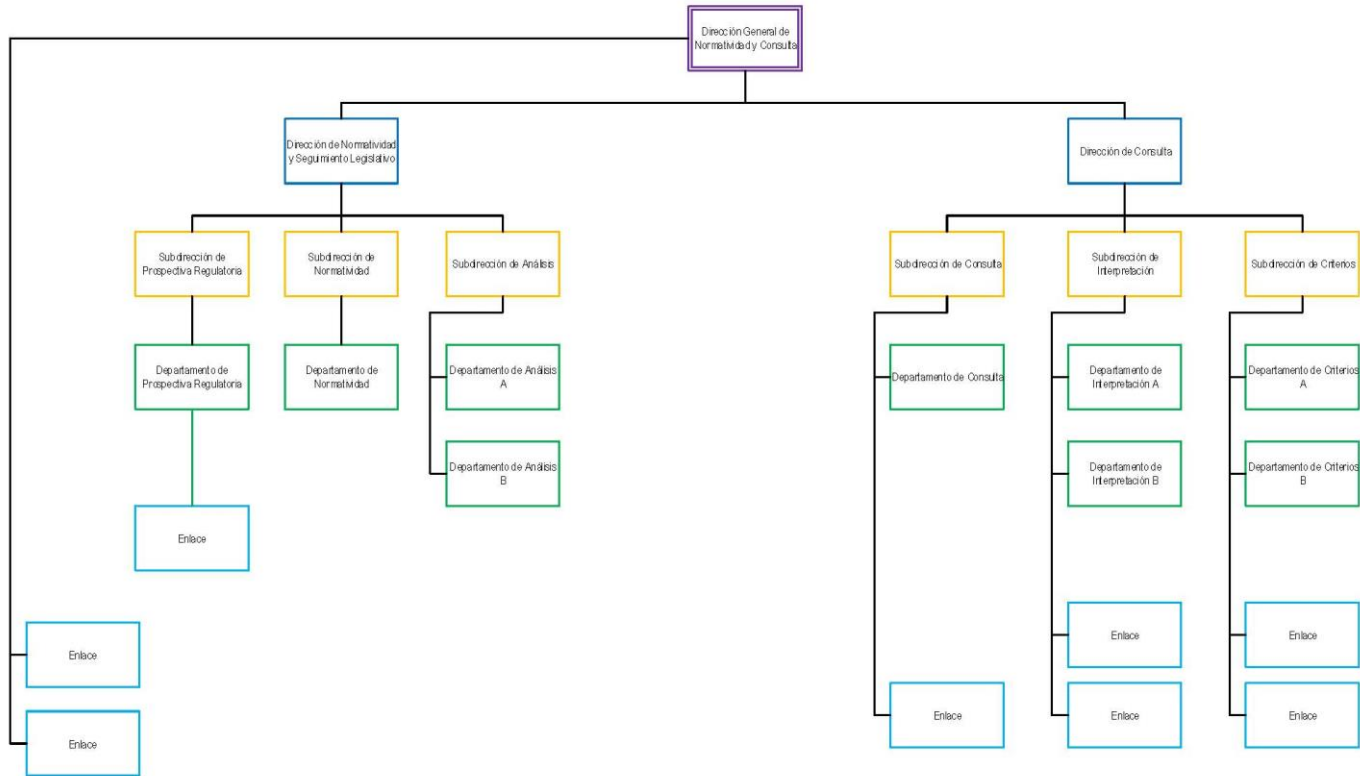 Dirección General de
Normatividad y Consulta
Dirección de Normatividad
y Seguimiento Legislativo
Dirección de Consulta
Subdirección de
Prospectiva Regulatoria
Subdirección de
Normatividad
Subdirección de Análisis
Subdirección de Consulta
Subdirección de
Interpretación
Subdirección de Criterios
Departamento de
Prospectiva Regulatoria
Departamento de
Normatividad
Departamento de Análisis
A
Departamento de Consulta
Departamento de
Interpretación A
Departamento de Criterios
A
Departamento de Análisis
B
Departamento de
Interpretación B
Departamento de Criterios
B
Enlace
Enlace
Enlace
Enlace
Enlace
Enlace
Enlace
Enlace